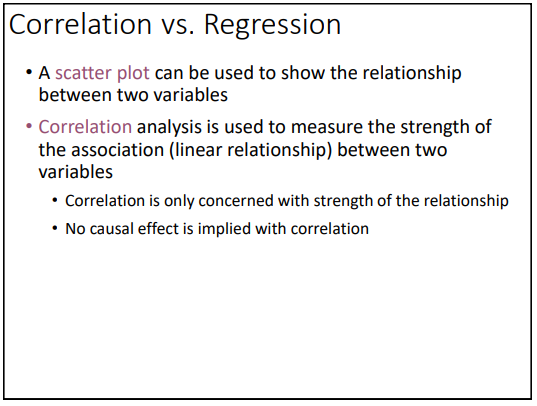 Correlation vs. Regression
• A scatter plot can be used to show the relationship
between two variables
• Correlation analysis is used to measure the strength of
the association (linear relationship) between two
variables
• Correlation is only concerned with strength of the relationship
• No causal effect is implied with correlation